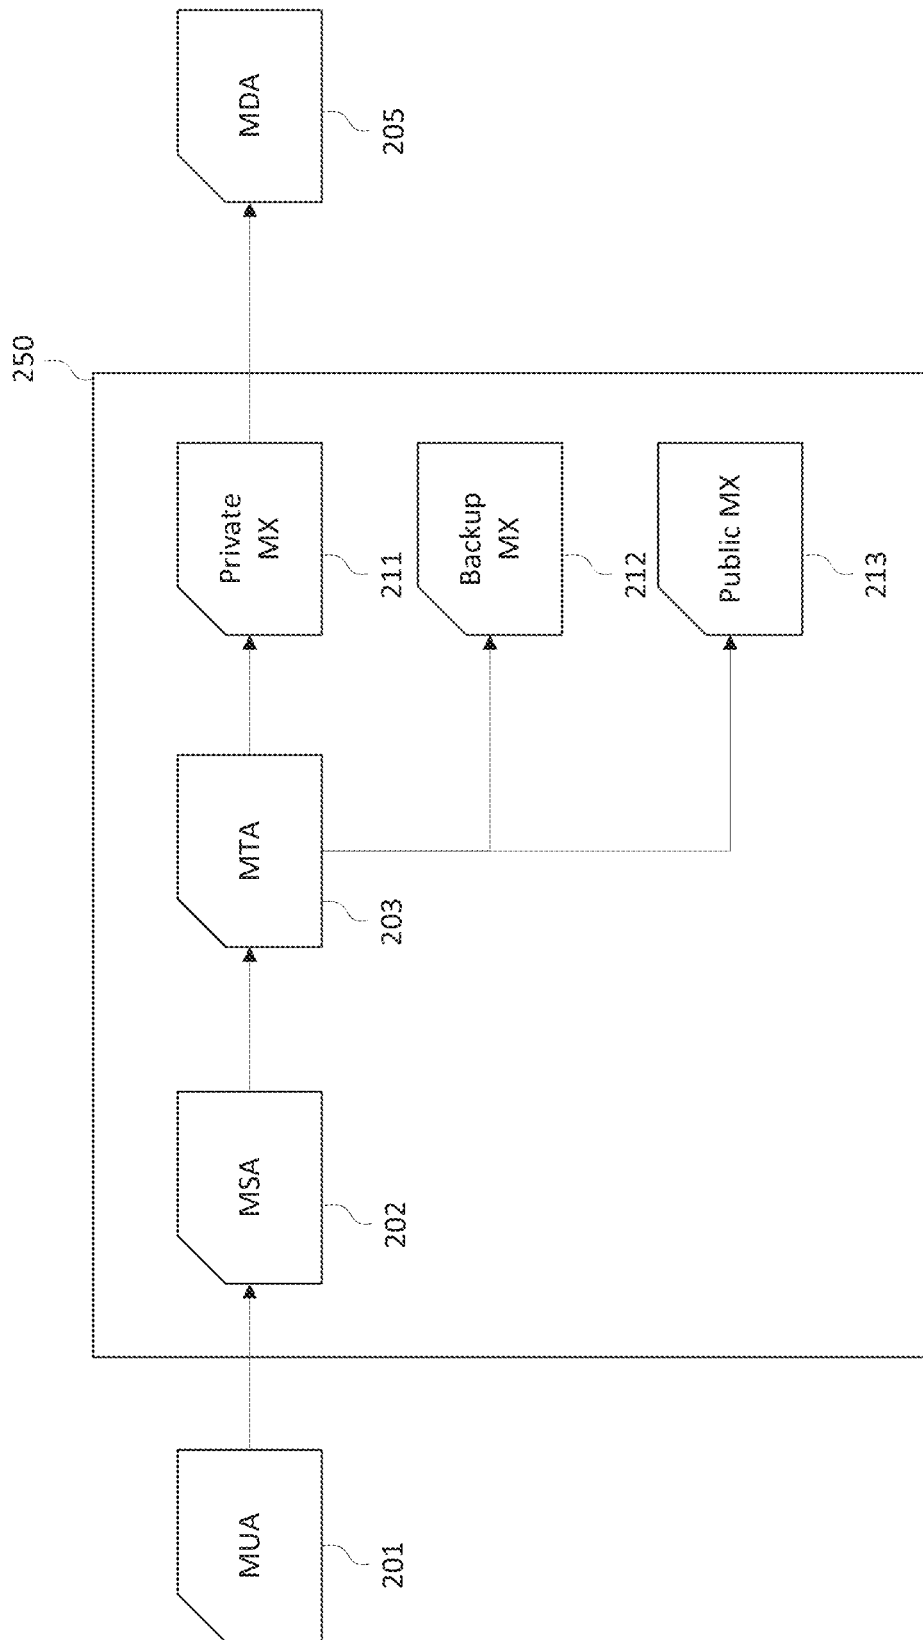 250
MUA
201
MSA
202
MTA
203
Private
MX
211
MDA
205
Backup
MX
212
Public MX
213